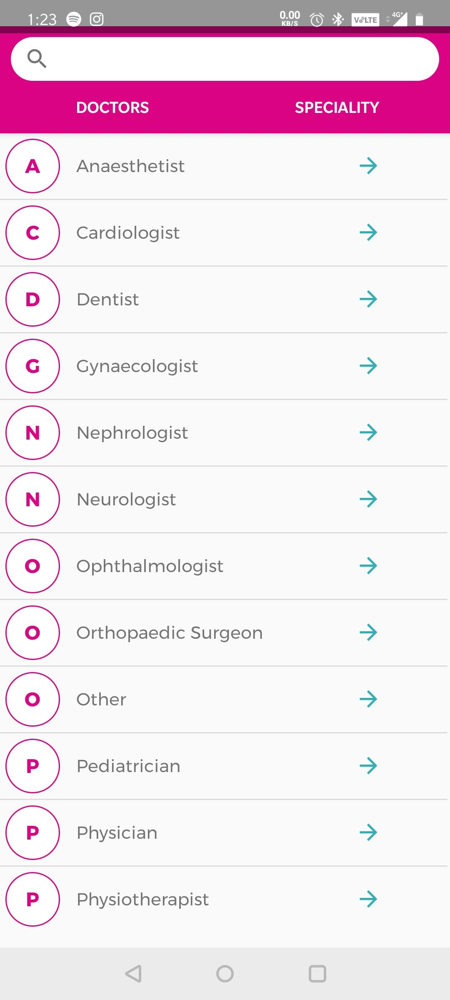 1:23 0.00 KB/S VoLTE 4G+
DOCTORS SPECIALITY
A Anaesthetist
C Cardiologist
D Dentist
G Gynaecologist
N Nephrologist
N Neurologist
O Ophthalmologist
O Orthopaedic Surgeon
O Other
P Pediatrician
P Physician
P Physiotherapist